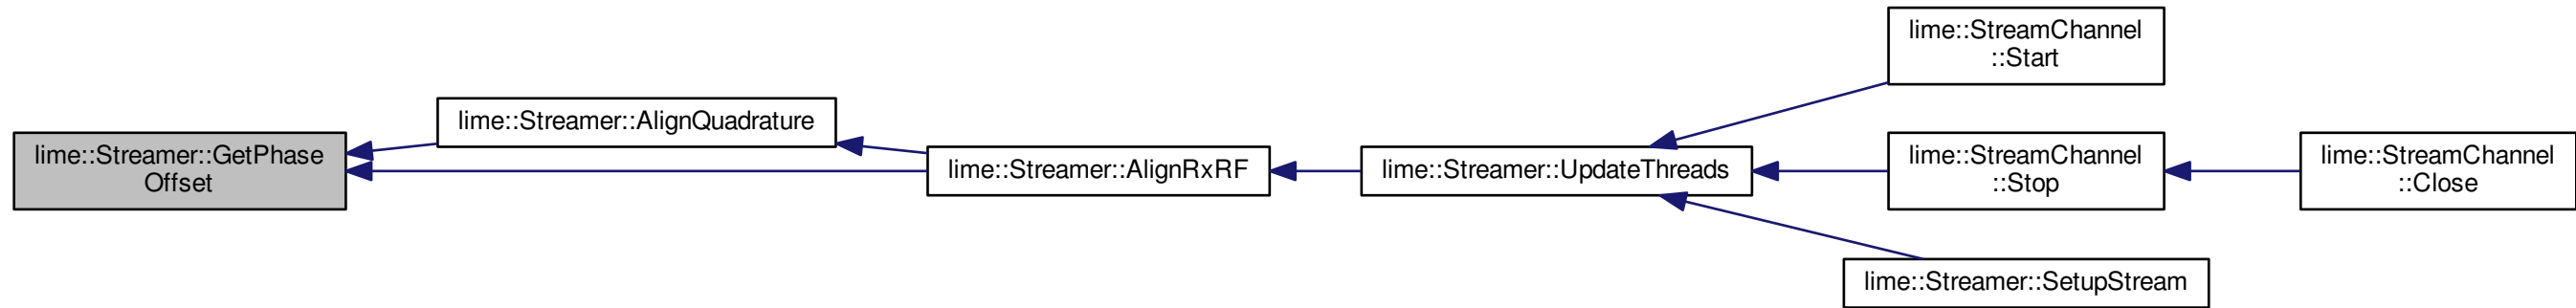 lime::Streamer::GetPhase
Offset
lime::Streamer::AlignQuadrature
lime::Streamer::AlignRxRF
lime::Streamer::UpdateThreads
lime::StreamChannel
::Start
lime::StreamChannel
::Stop
lime::StreamChannel
::Close
lime::Streamer::SetupStream